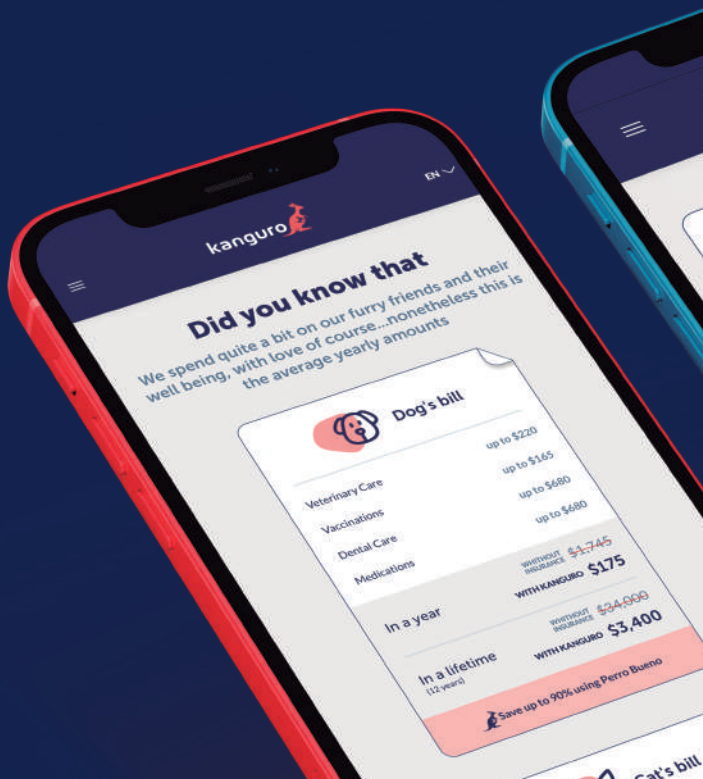 kanguro
EN
Did you know that
We spend quite a bit on our furry friends and their
well being, with love of course...nonetheless this is
the average yearly amounts
Dog's bill
Veterinary Care up to $220
Vaccinations up to $165
Dental Care up to $680
Medications up to $680
In a year
WHITHOUT
INSURANCE $1,745
WITH KANGURO $175
In a lifetime
(12 years)
WHITHOUT
INSURANCE $34,000
WITH KANGURO $3,400
Save up to 90% using Perro Bueno
Cat's bill